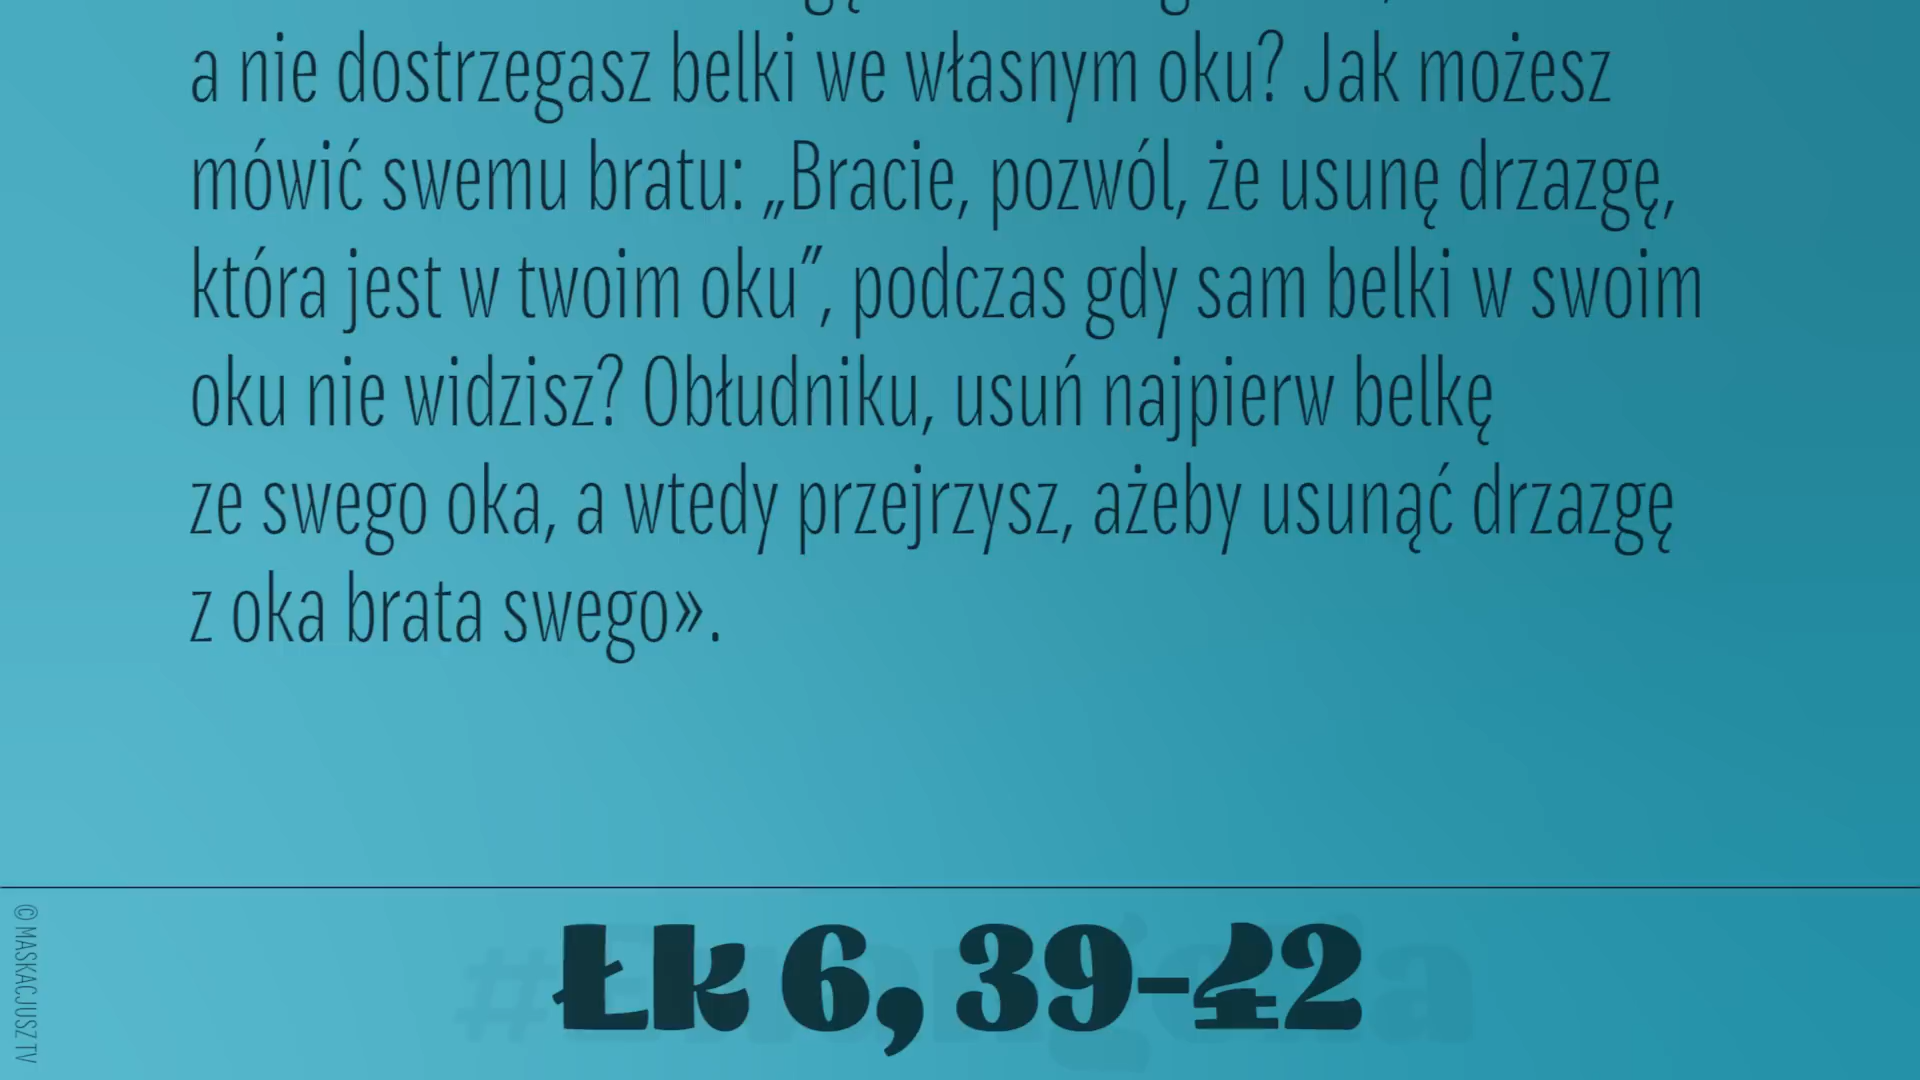 a nie dostrzegasz belki we własnym oku? Jak możesz
mówić swemu bratu: „Bracie, pozwól, że usunę drzazgę,
która jest w twoim oku”, podczas gdy sam belki w swoim
oku nie widzisz? Obłudniku, usuń najpierw belkę
ze swego oka, a wtedy przejrzysz, ażeby usunąć drzazgę
z oka brata swego».
Łk 6, 39-42
© MASKACJUSZ TV